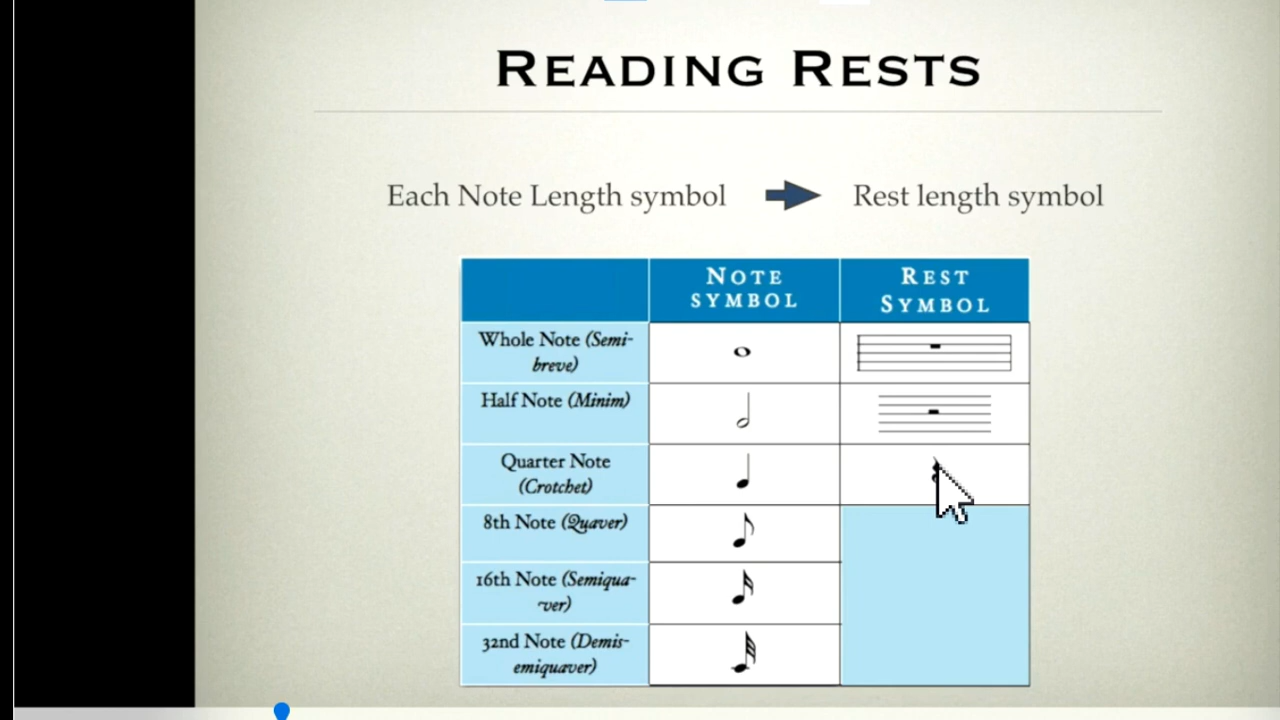 READING RESTS
Each Note Length symbol Rest length symbol
NOTE SYMBOL
REST SYMBOL
Whole Note (Semi-
breve)
Half Note (Minim)
Quarter Note
(Crotchet)
8th Note (Quaver)
16th Note (Semiqua-
ver)
32nd Note (Demis-
emiquaver)